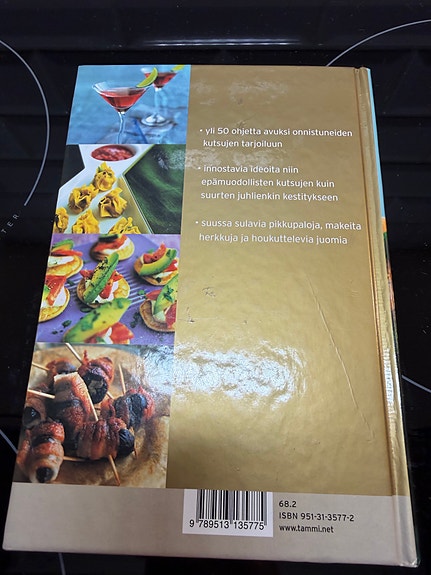 • yli 50 ohjetta avuksi onnistuneiden
kutsujen tarjoiluun
• innostavia ideoita niin
epämuodollisten kutsujen kuin
suurten juhlienkin kestitykseen
• suussa sulavia pikkupaloja, makeita
herkkuja ja houkuttelevia juomia
68.2
ISBN 951-31-3577-2
www.tammi.net
9 789513 135775